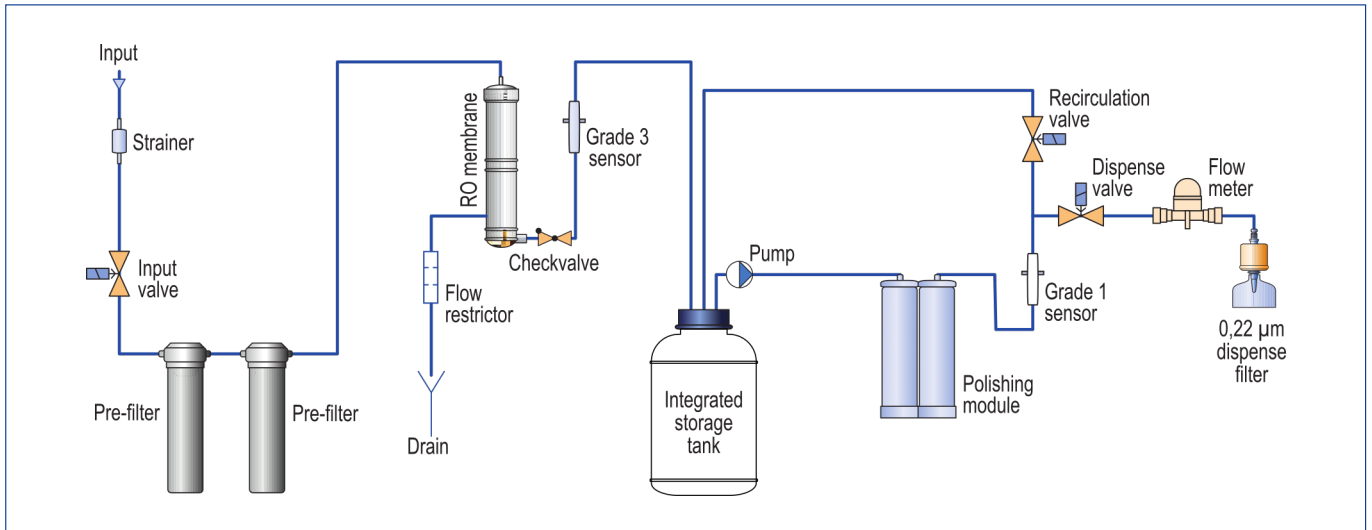 Input
Strainer
Input
valve
Pre-filter
Pre-filter
RO membrane
Flow
restrictor
Drain
Checkvalve
Grade 3
sensor
Integrated
storage
tank
Pump
Polishing
module
Grade 1
sensor
Recirculation
valve
Dispense
valve
Flow
meter
0,22 µm
dispense
filter